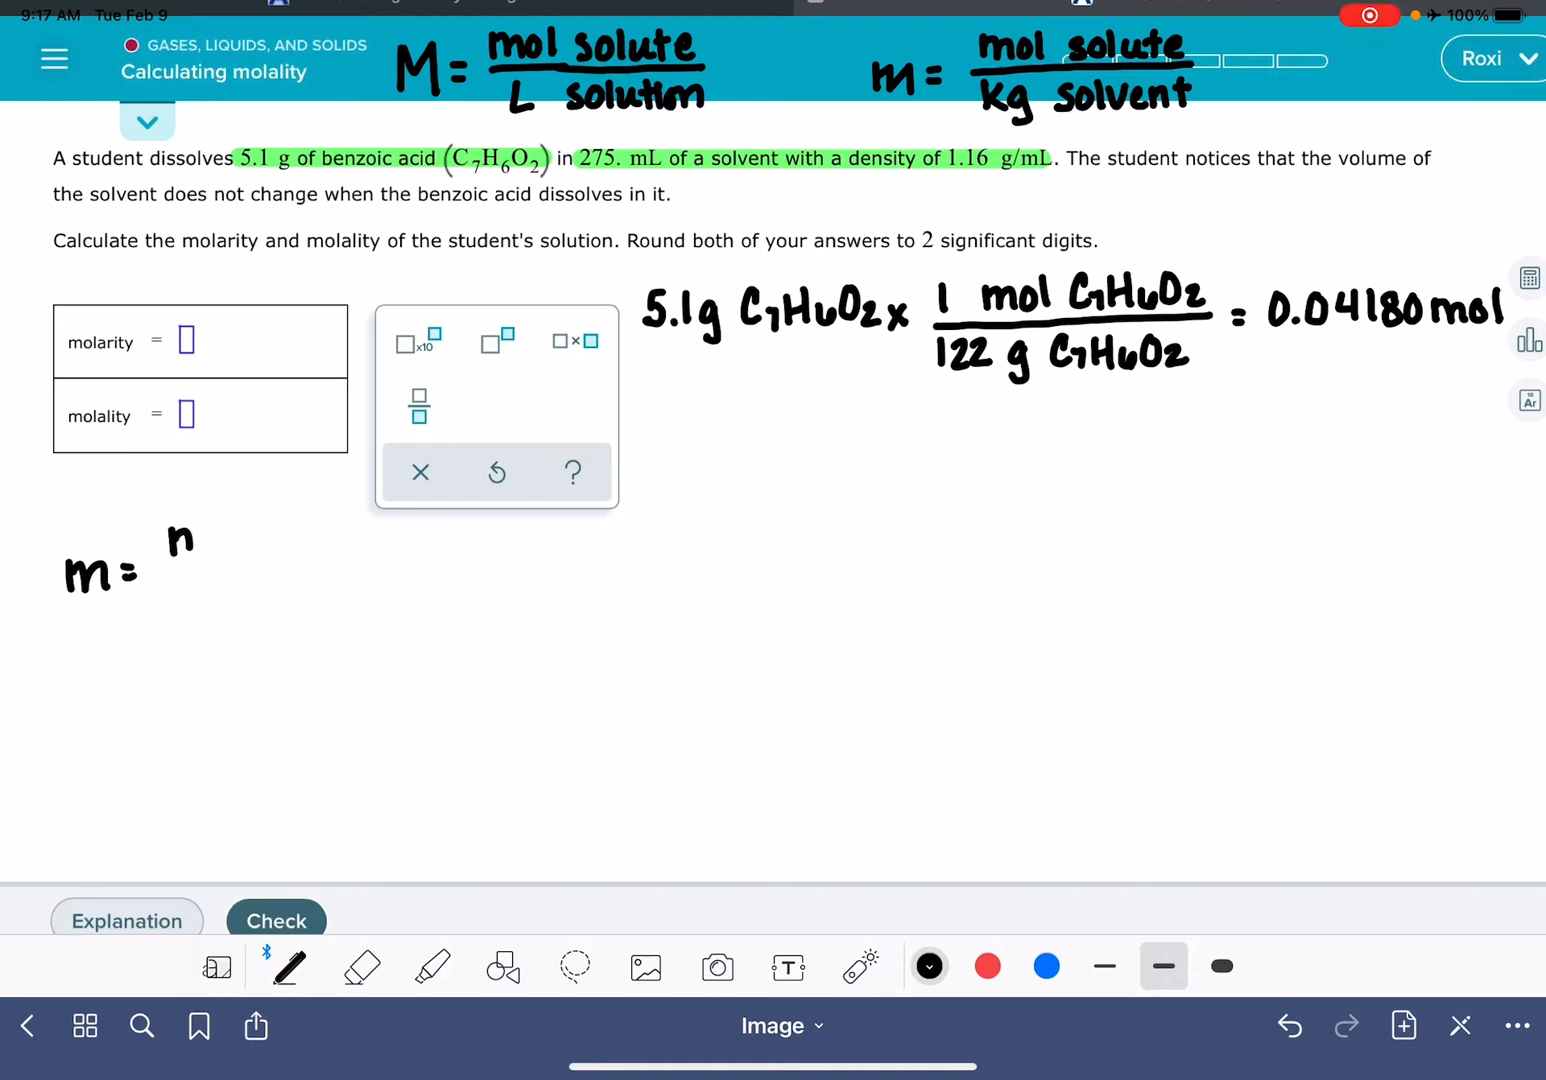 9:17 AM Tue Feb 9
100%
GASES, LIQUIDS, AND SOLIDS
Calculating molality
M = mol solute / L solution
m = mol solute / kg solvent
Roxi
A student dissolves 5.1 g of benzoic acid (C₇H₆O₂) in 275. mL of a solvent with a density of 1.16 g/mL. The student notices that the volume of
the solvent does not change when the benzoic acid dissolves in it.
Calculate the molarity and molality of the student's solution. Round both of your answers to 2 significant digits.
5.1g C₇H₆O₂ x 1 mol C₇H₆O₂ / 122 g C₇H₆O₂ = 0.04180 mol
molarity = □
molality = □
□x10□ □□ □×□
□/□
× ?
18
Ar
m = n
Explanation
Check
a
T
Image